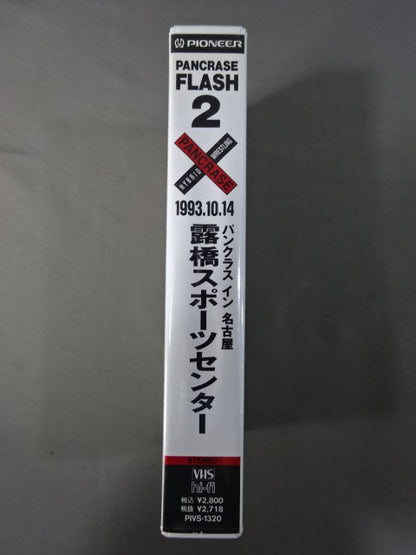 PIONEER
PANCRASE
FLASH
2
PANCRASE
HYBRID WRESTLING
1993.10.14
パンクラス イン 名古屋
露橋スポーツセンター
STEREO
VHS
hi-fi
税込 ¥2,800
税抜 ¥2,718
PIVS-1320